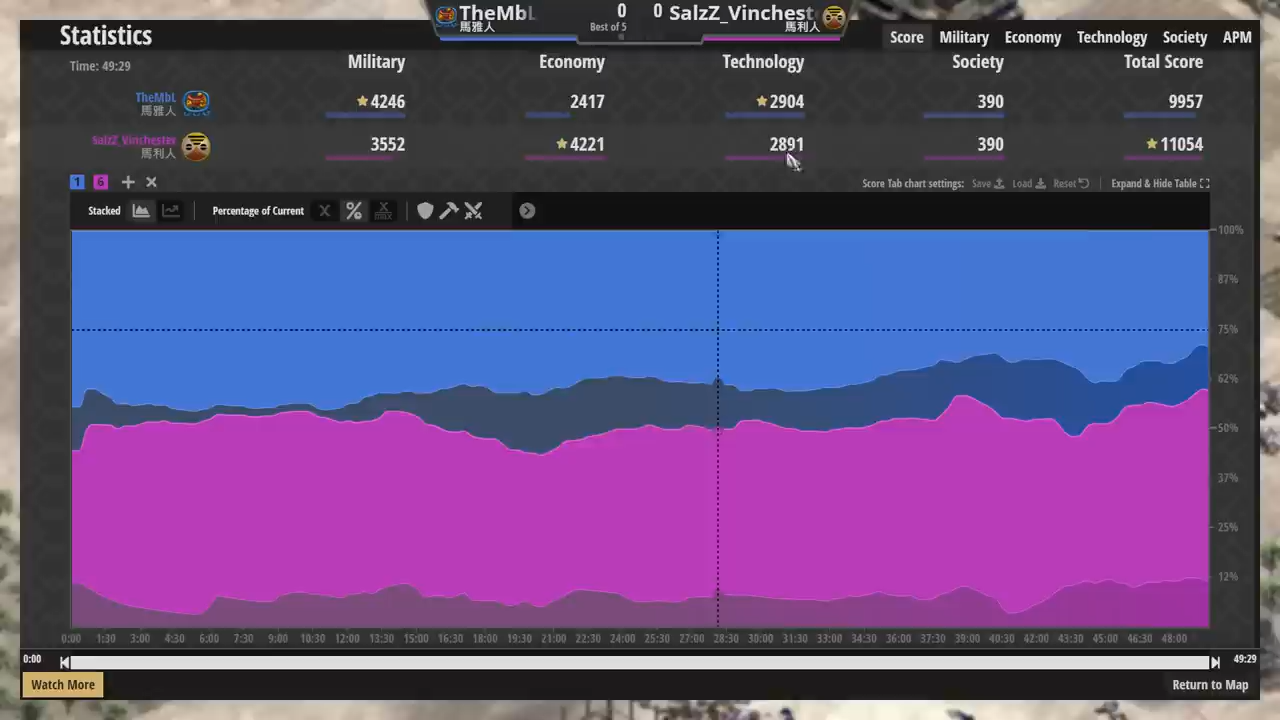 TheMbL 0 0 SalzZ_Vinchest
馬雅人 Best of 5 馬利人
Statistics
Score Military Economy Technology Society APM
Time: 49:29 Military Economy Technology Society Total Score
TheMbL 4246 2417 2904 390 9957
馬雅人
SalzZ_Vinchester 3552 4221 2891 390 11054
馬利人
1 6 Score Tab chart settings: Save Load Reset Expand & Hide Table
Stacked Percentage of Current X % X MAX
100%
87%
75%
62%
50%
37%
25%
12%
0:00 1:30 3:00 4:30 6:00 7:30 9:00 10:30 12:00 13:30 15:00 16:30 18:00 19:30 21:00 22:30 24:00 25:30 27:00 28:30 30:00 31:30 33:00 34:30 36:00 37:30 39:00 40:30 42:00 43:30 45:00 46:30 48:00
0:00 49:29
Watch More Return to Map